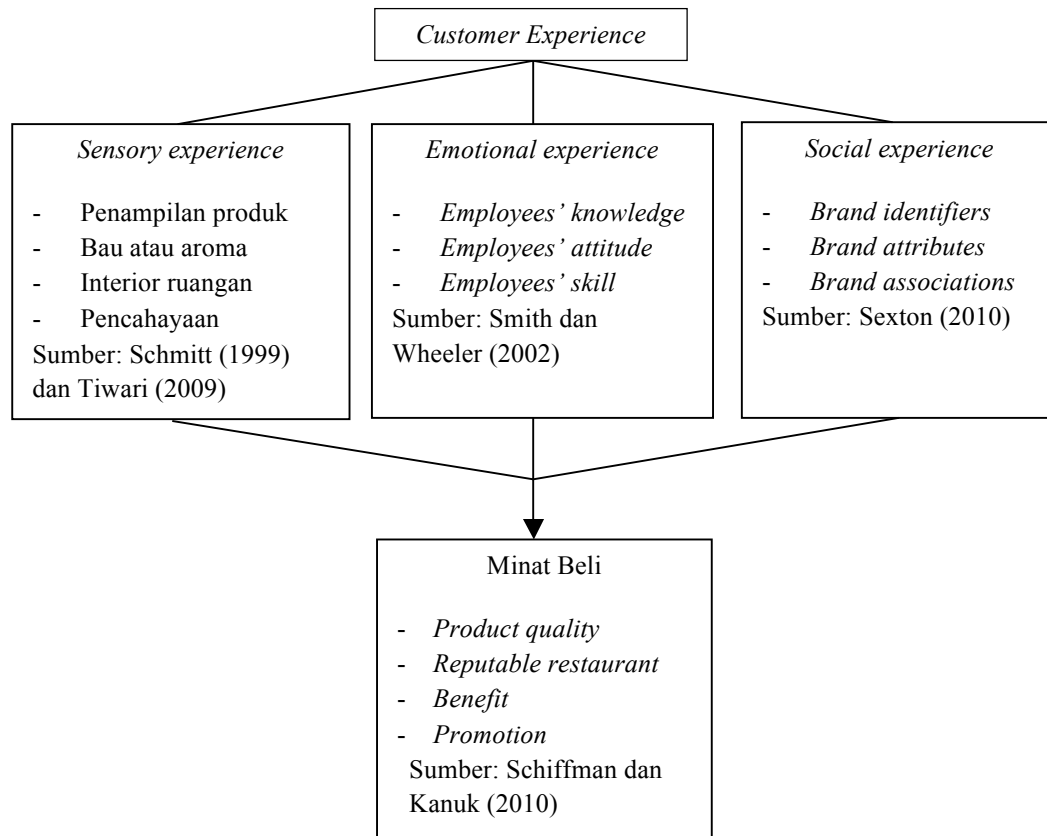 Customer Experience
Sensory experience
- Penampilan produk
- Bau atau aroma
- Interior ruangan
- Pencahayaan
Sumber: Schmitt (1999)
dan Tiwari (2009)
Emotional experience
- Employees’ knowledge
- Employees’ attitude
- Employees’ skill
Sumber: Smith dan
Wheeler (2002)
Social experience
- Brand identifiers
- Brand attributes
- Brand associations
Sumber: Sexton (2010)
Minat Beli
- Product quality
- Reputable restaurant
- Benefit
- Promotion
Sumber: Schiffman dan
Kanuk (2010)